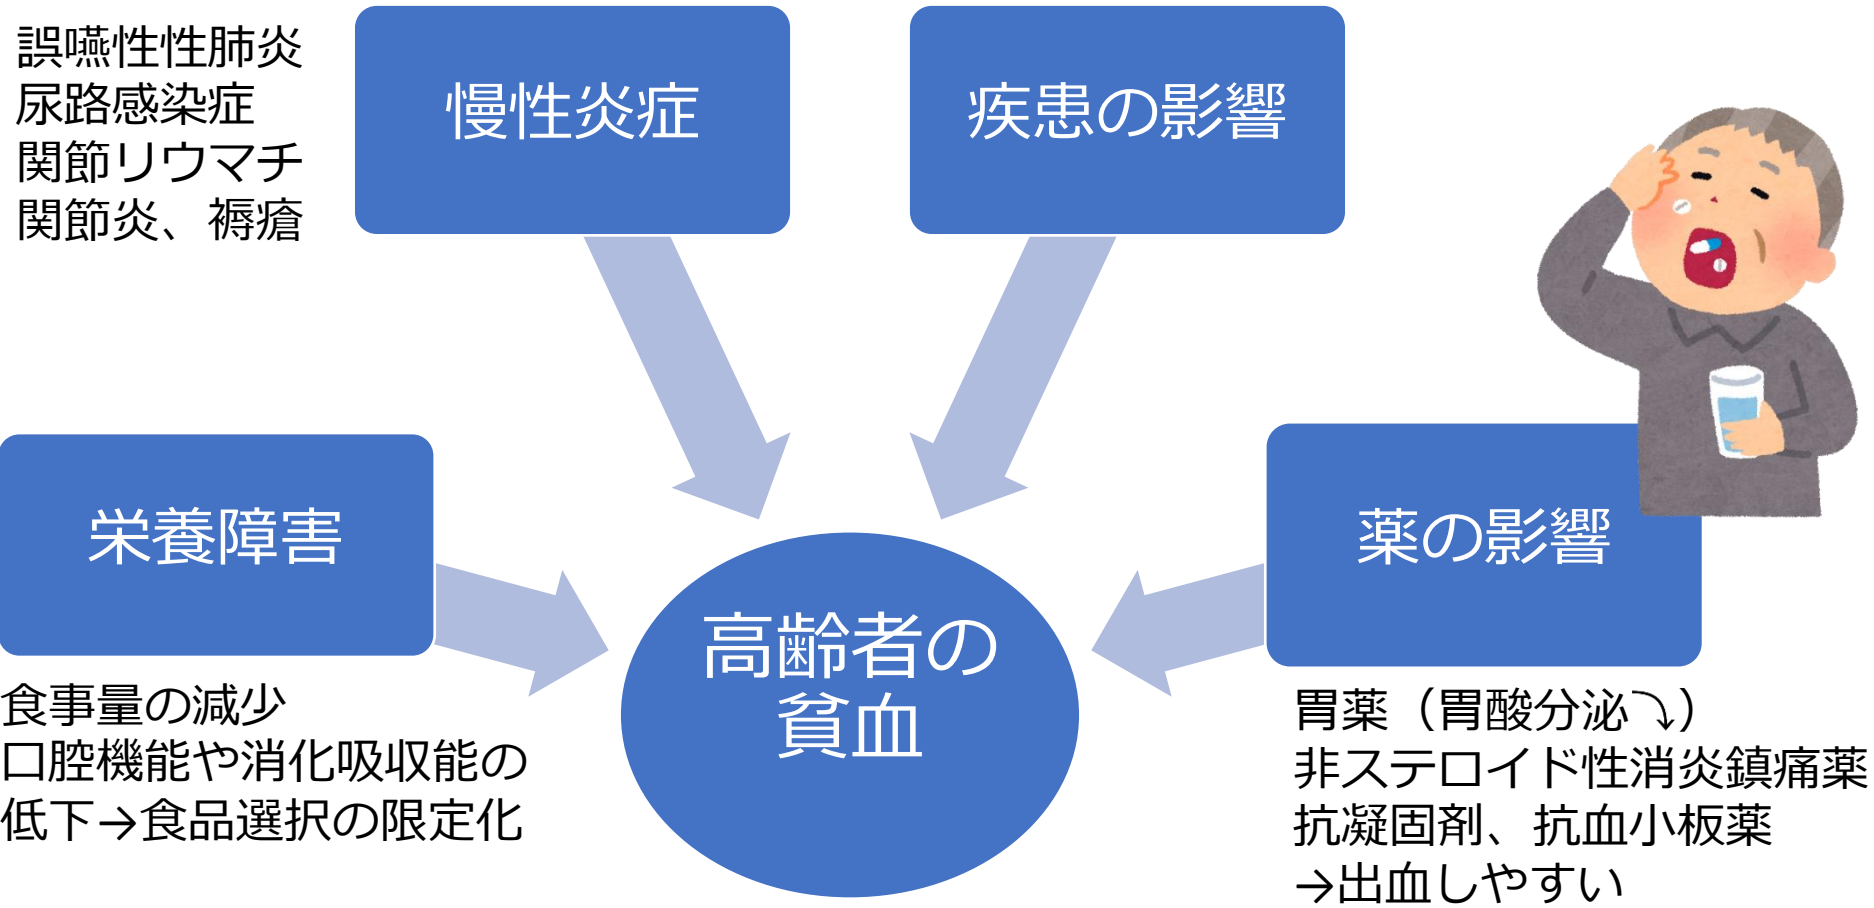 誤嚥性性肺炎
尿路感染症
関節リウマチ
関節炎、褥瘡
慢性炎症
疾患の影響
栄養障害
食事量の減少
口腔機能や消化吸収能の
低下→食品選択の限定化
高齢者の
貧血
薬の影響
胃薬（胃酸分泌⤵）
非ステロイド性消炎鎮痛薬
抗凝固剤、抗血小板薬
→出血しやすい